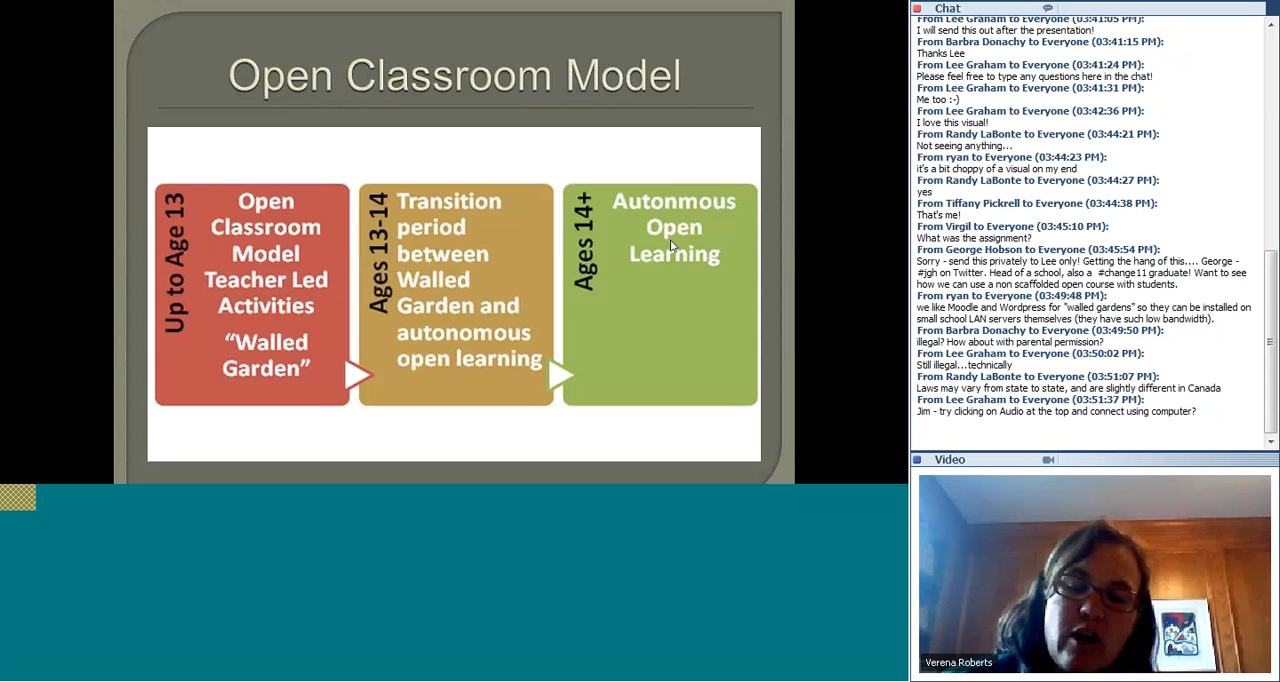 Open Classroom Model
Up to Age 13
Open
Classroom
Model
Teacher Led
Activities
“Walled
Garden”
Ages 13-14
Transition
period
between
Walled
Garden and
autonomous
open learning
Ages 14+
Autonmous
Open
Learning
Chat
From Lee Graham to Everyone (03:41:05 PM):
I will send this out after the presentation!
From Barbra Donachy to Everyone (03:41:15 PM):
Thanks Lee
From Lee Graham to Everyone (03:41:24 PM):
Please feel free to type any questions here in the chat!
From Lee Graham to Everyone (03:41:31 PM):
Me too :-)
From Lee Graham to Everyone (03:42:36 PM):
I love this visual!
From Randy LaBonte to Everyone (03:44:21 PM):
Not seeing anything...
From ryan to Everyone (03:44:23 PM):
it's a bit choppy of a visual on my end
From Randy LaBonte to Everyone (03:44:27 PM):
yes
From Tiffany Pickrell to Everyone (03:44:38 PM):
That's me!
From Virgil to Everyone (03:45:10 PM):
What was the assignment?
From George Hobson to Everyone (03:45:54 PM):
Sorry - send this privately to Lee only! Getting the hang of this.... George -
#jgh on Twitter. Head of a school, also a #change11 graduate! Want to see
how we can use a non scaffolded open course with students.
From ryan to Everyone (03:49:48 PM):
we like Moodle and Wordpress for "walled gardens" so they can be installed on
small school LAN servers themselves (they have such low bandwidth).
From Barbra Donachy to Everyone (03:49:50 PM):
illegal? How about with parental permission?
From Lee Graham to Everyone (03:50:02 PM):
Still illegal...technically
From Randy LaBonte to Everyone (03:51:07 PM):
Laws may vary from state to state, and are slightly different in Canada
From Lee Graham to Everyone (03:51:37 PM):
Jim - try clicking on Audio at the top and connect using computer?
Video
Verena Roberts